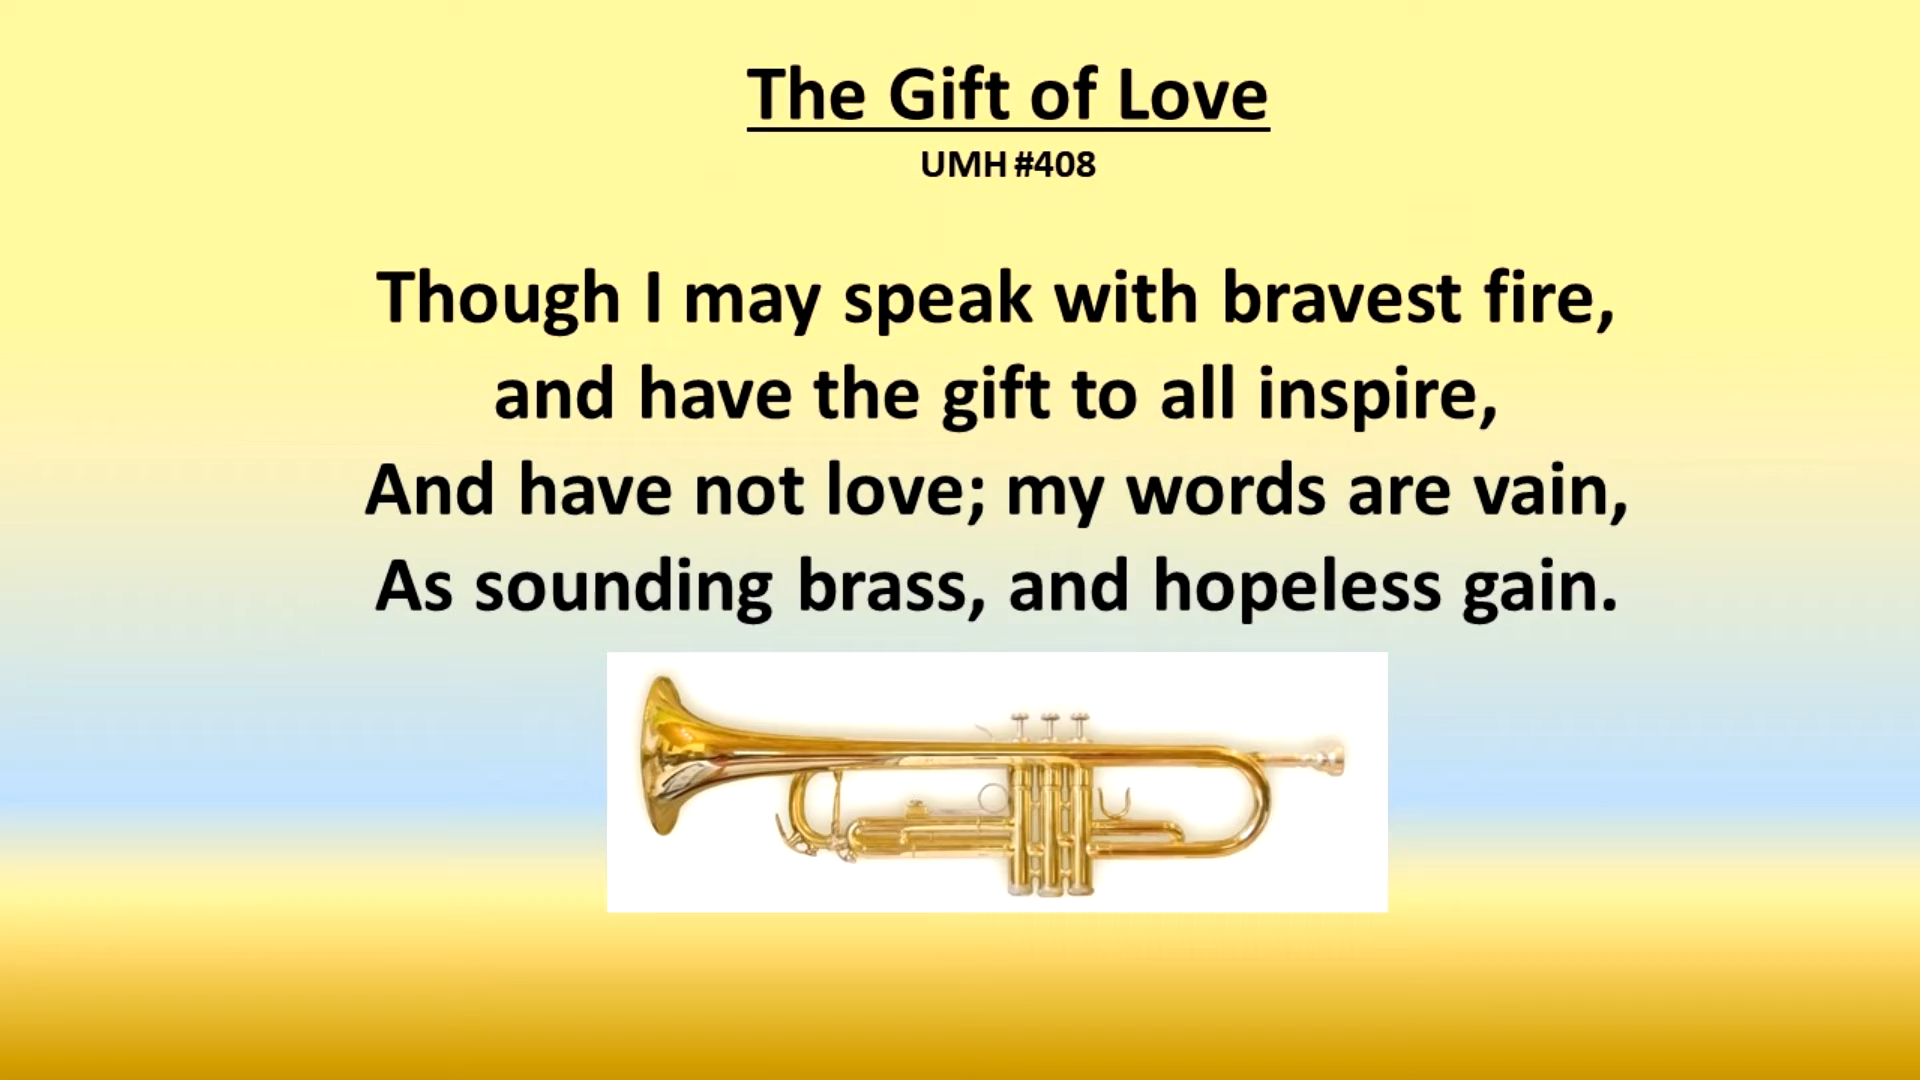 The Gift of Love
UMH #408
Though I may speak with bravest fire,
and have the gift to all inspire,
And have not love; my words are vain,
As sounding brass, and hopeless gain.